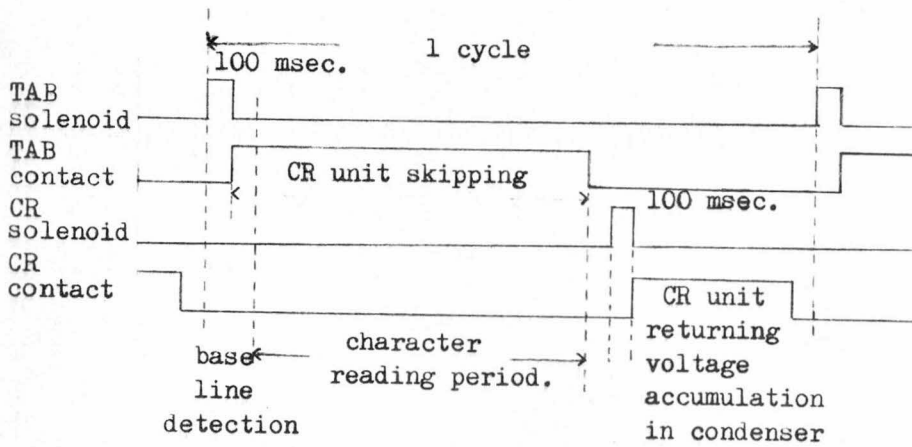 1 cycle
100 msec.
TAB
solenoid
TAB
contact
CR unit skipping
100 msec.
CR
solenoid
CR
contact
CR unit
returning
voltage
accumulation
in condenser
character
reading period.
base
line
detection